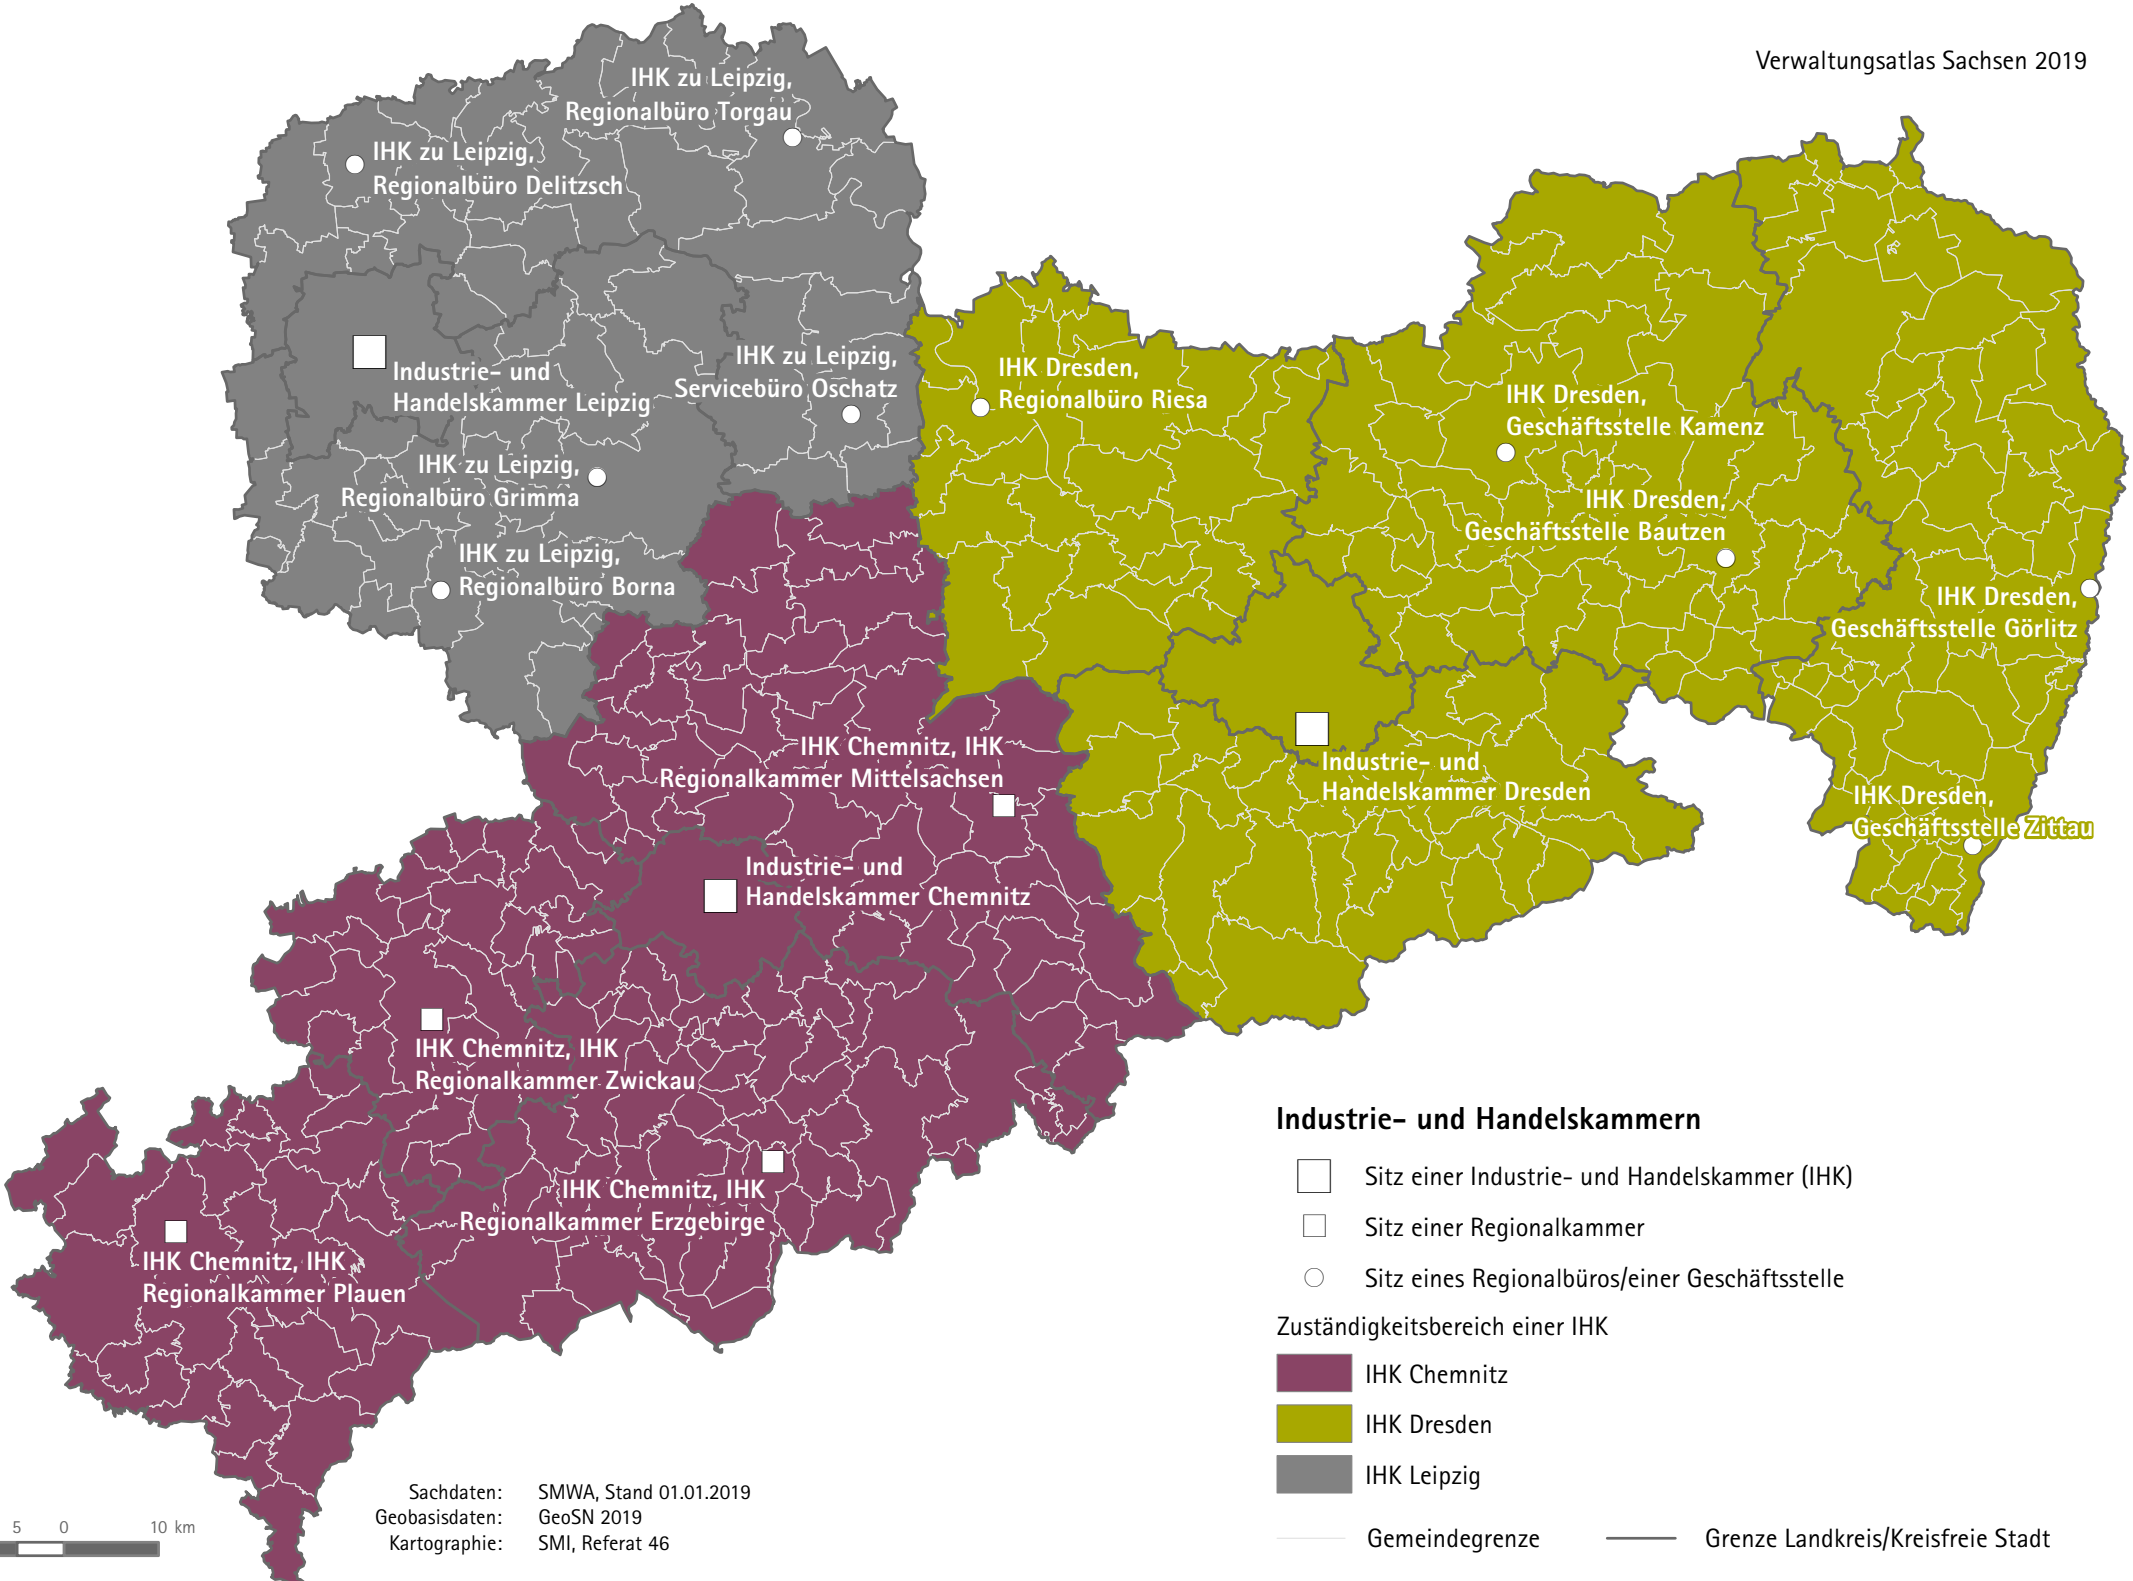 Verwaltungsatlas Sachsen 2019
IHK zu Leipzig,
Regionalbüro Torgau
IHK zu Leipzig,
Regionalbüro Delitzsch
Industrie- und
Handelskammer Leipzig
IHK zu Leipzig,
Servicebüro Oschatz
IHK zu Leipzig,
Regionalbüro Grimma
IHK zu Leipzig,
Regionalbüro Borna
IHK Dresden,
Regionalbüro Riesa
IHK Dresden,
Geschäftsstelle Kamenz
IHK Dresden,
Geschäftsstelle Bautzen
IHK Dresden,
Geschäftsstelle Görlitz
Industrie- und
Handelskammer Dresden
IHK Dresden,
Geschäftsstelle Zittau
IHK Chemnitz, IHK
Regionalkammer Mittelsachsen
Industrie- und
Handelskammer Chemnitz
IHK Chemnitz, IHK
Regionalkammer Zwickau
IHK Chemnitz, IHK
Regionalkammer Erzgebirge
IHK Chemnitz, IHK
Regionalkammer Plauen
Industrie- und Handelskammern
Sitz einer Industrie- und Handelskammer (IHK)
Sitz einer Regionalkammer
Sitz eines Regionalbüros/einer Geschäftsstelle
Zuständigkeitsbereich einer IHK
IHK Chemnitz
IHK Dresden
IHK Leipzig
Gemeindegrenze Grenze Landkreis/Kreisfreie Stadt
Sachdaten: SMWA, Stand 01.01.2019
Geobasisdaten: GeoSN 2019
Kartographie: SMI, Referat 46
5 0 10 km